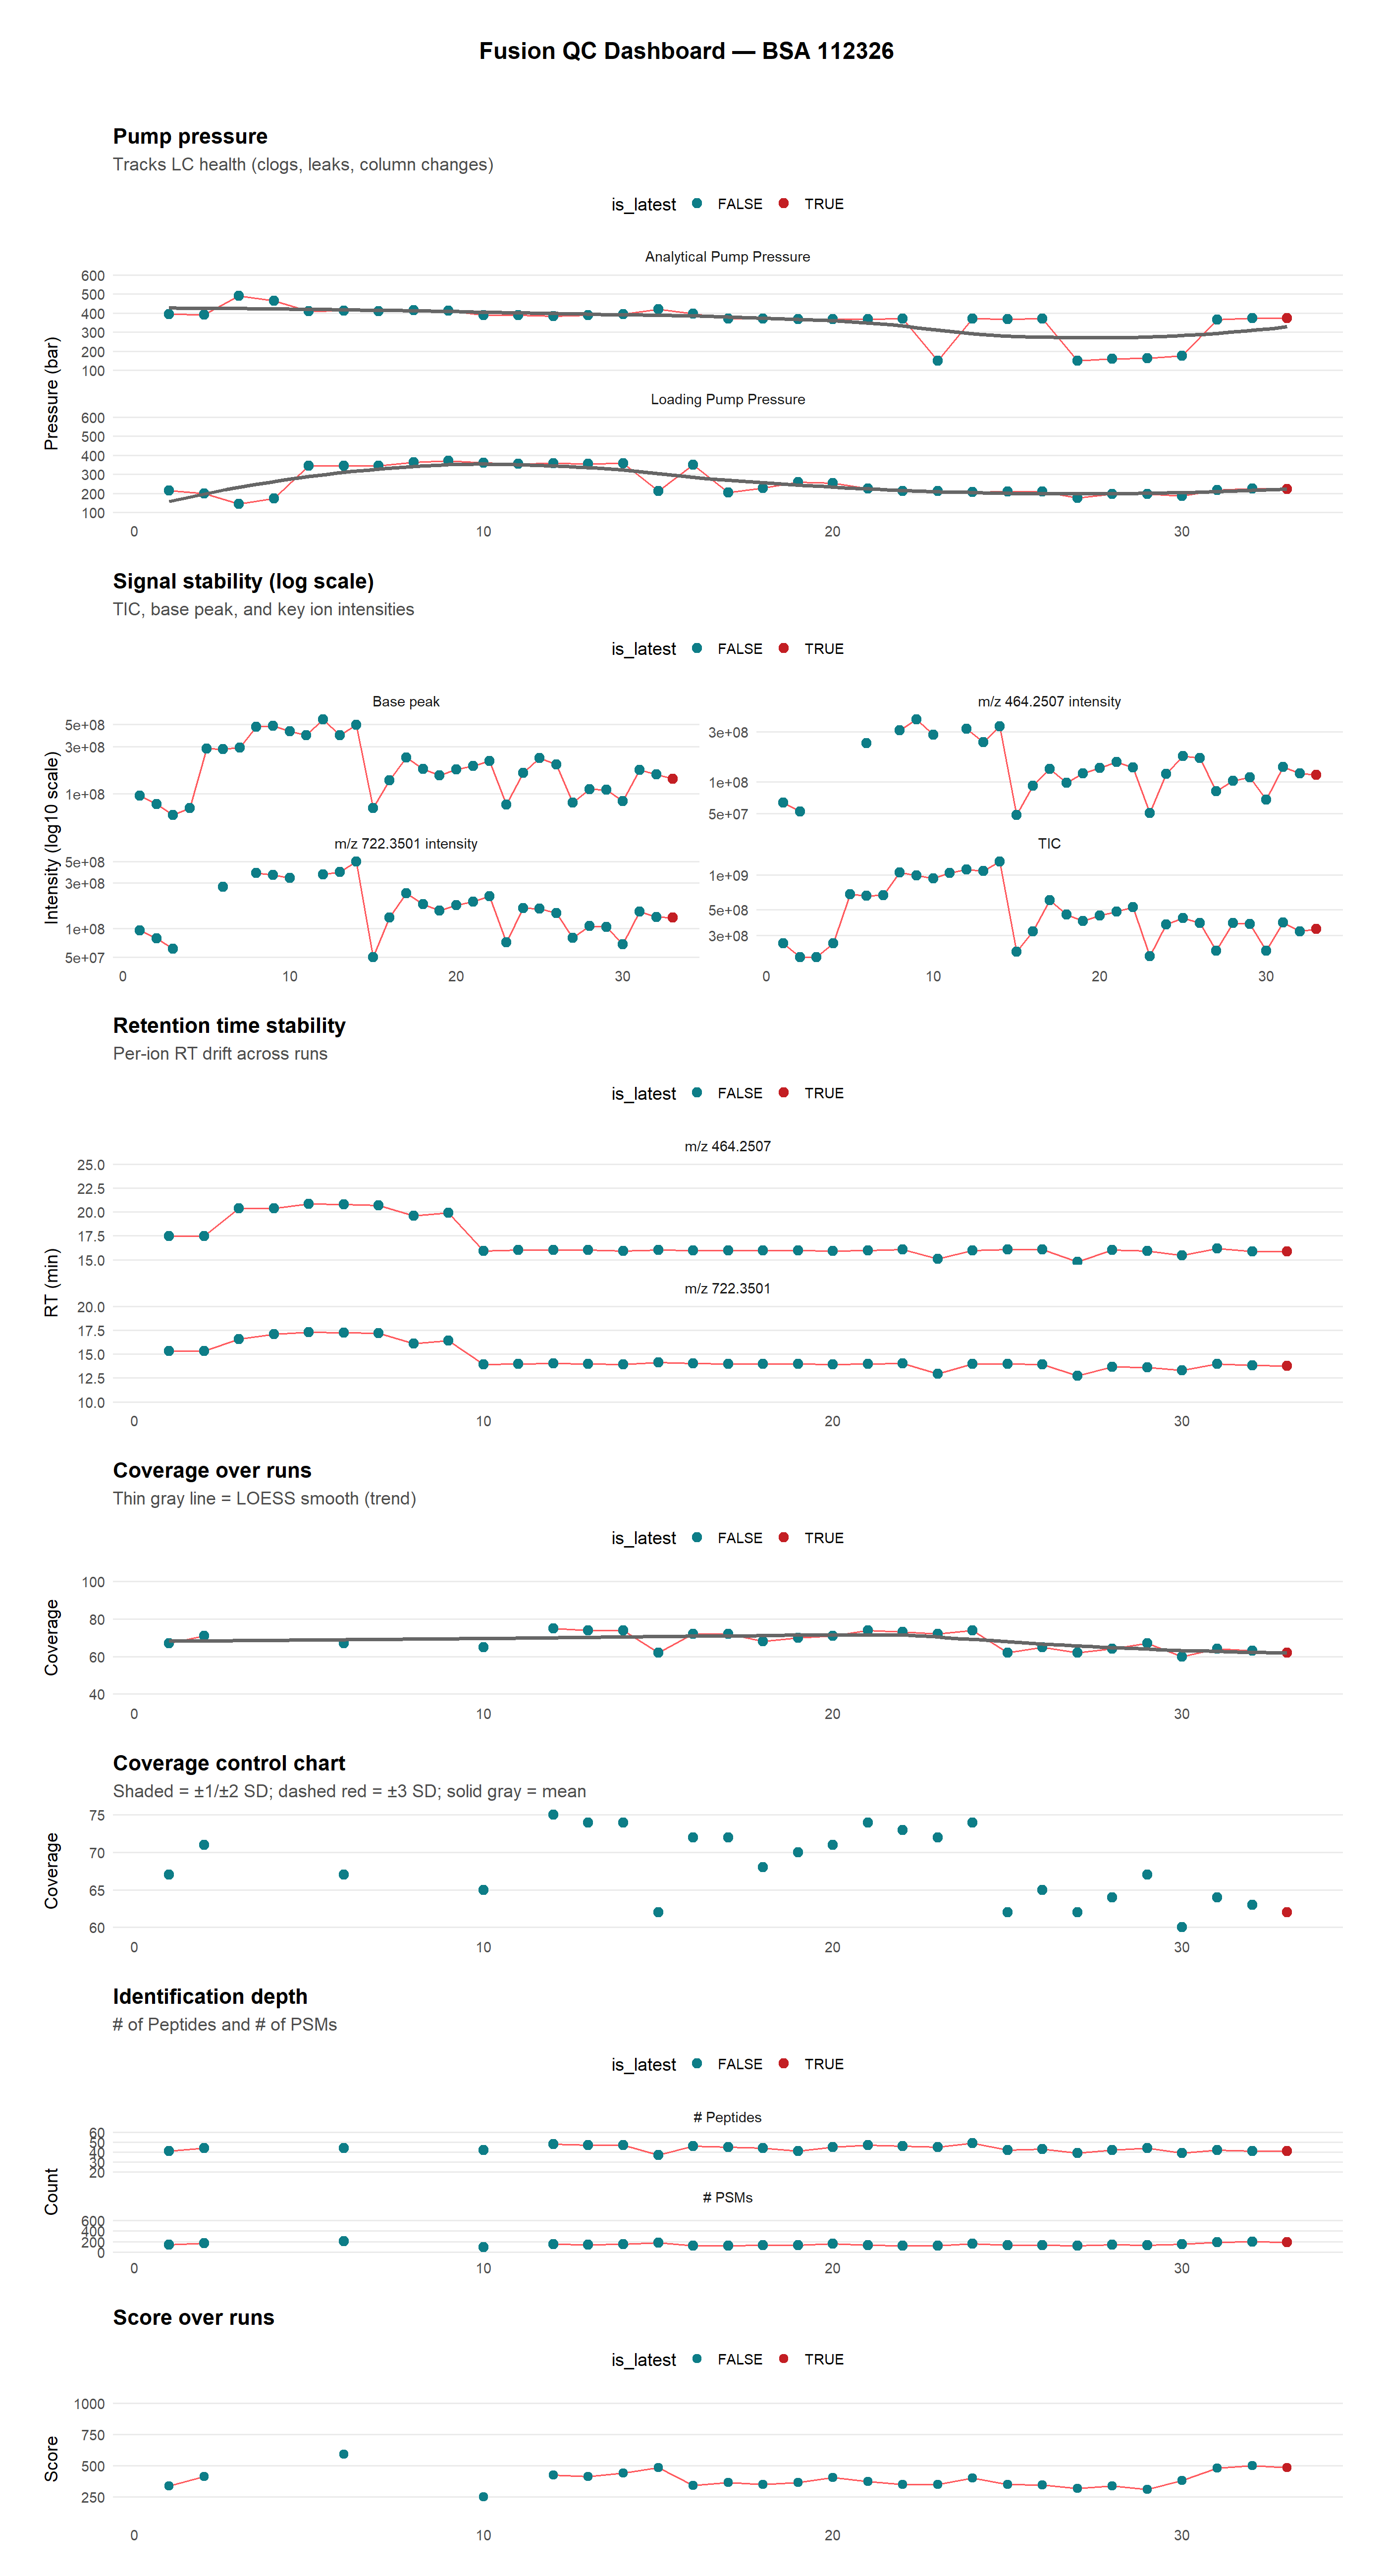 Fusion QC Dashboard — BSA 112326
Pump pressure
Tracks LC health (clogs, leaks, column changes)
is_latest FALSE TRUE
Analytical Pump Pressure
600
500
400
300
200
100
Pressure (bar)
Loading Pump Pressure
600
500
400
300
200
100
0 10 20 30
Signal stability (log scale)
TIC, base peak, and key ion intensities
is_latest FALSE TRUE
Intensity (log10 scale)
Base peak
5e+08
3e+08
1e+08
m/z 464.2507 intensity
3e+08
1e+08
5e+07
m/z 722.3501 intensity
5e+08
3e+08
1e+08
5e+07
0 10 20 30
TIC
1e+09
5e+08
3e+08
0 10 20 30
Retention time stability
Per-ion RT drift across runs
is_latest FALSE TRUE
m/z 464.2507
25.0
22.5
20.0
17.5
15.0
RT (min)
m/z 722.3501
20.0
17.5
15.0
12.5
10.0
0 10 20 30
Coverage over runs
Thin gray line = LOESS smooth (trend)
is_latest FALSE TRUE
Coverage
100
80
60
40
0 10 20 30
Coverage control chart
Shaded = ±1/±2 SD; dashed red = ±3 SD; solid gray = mean
Coverage
75
70
65
60
0 10 20 30
Identification depth
# of Peptides and # of PSMs
is_latest FALSE TRUE
# Peptides
60
50
40
30
20
Count
# PSMs
600
400
200
0
0 10 20 30
Score over runs
is_latest FALSE TRUE
Score
1000
750
500
250
0 10 20 30